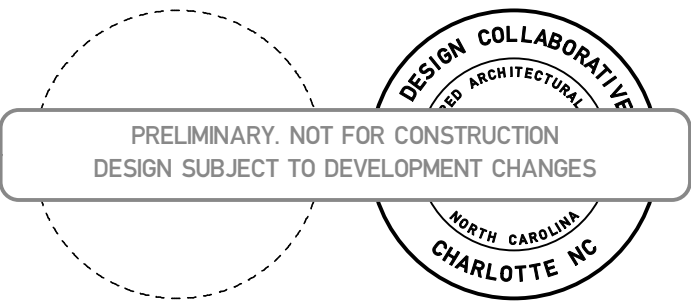 DESIGN COLLABORATIVE
ARCHITECTURAL
PRELIMINARY. NOT FOR CONSTRUCTION
DESIGN SUBJECT TO DEVELOPMENT CHANGES
NORTH CAROLINA
CHARLOTTE NC